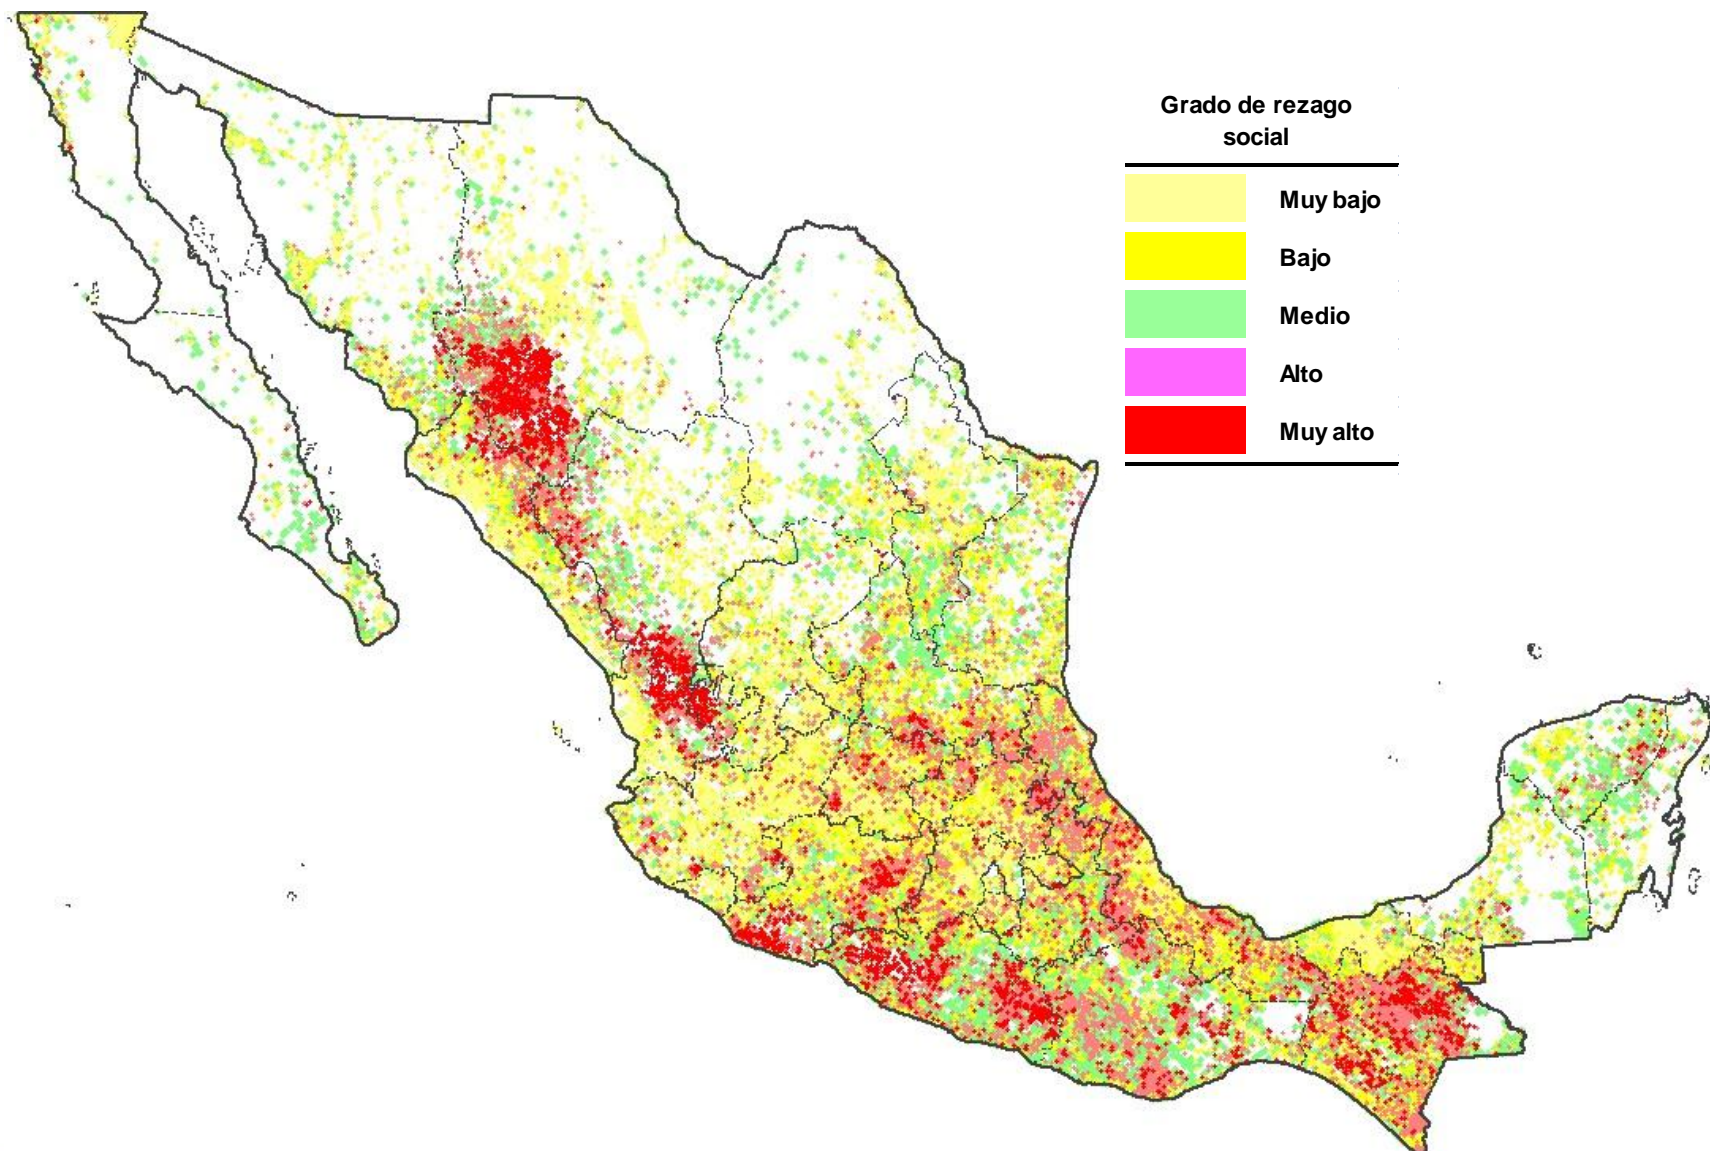 Grado de rezago
social
Muy bajo
Bajo
Medio
Alto
Muy alto